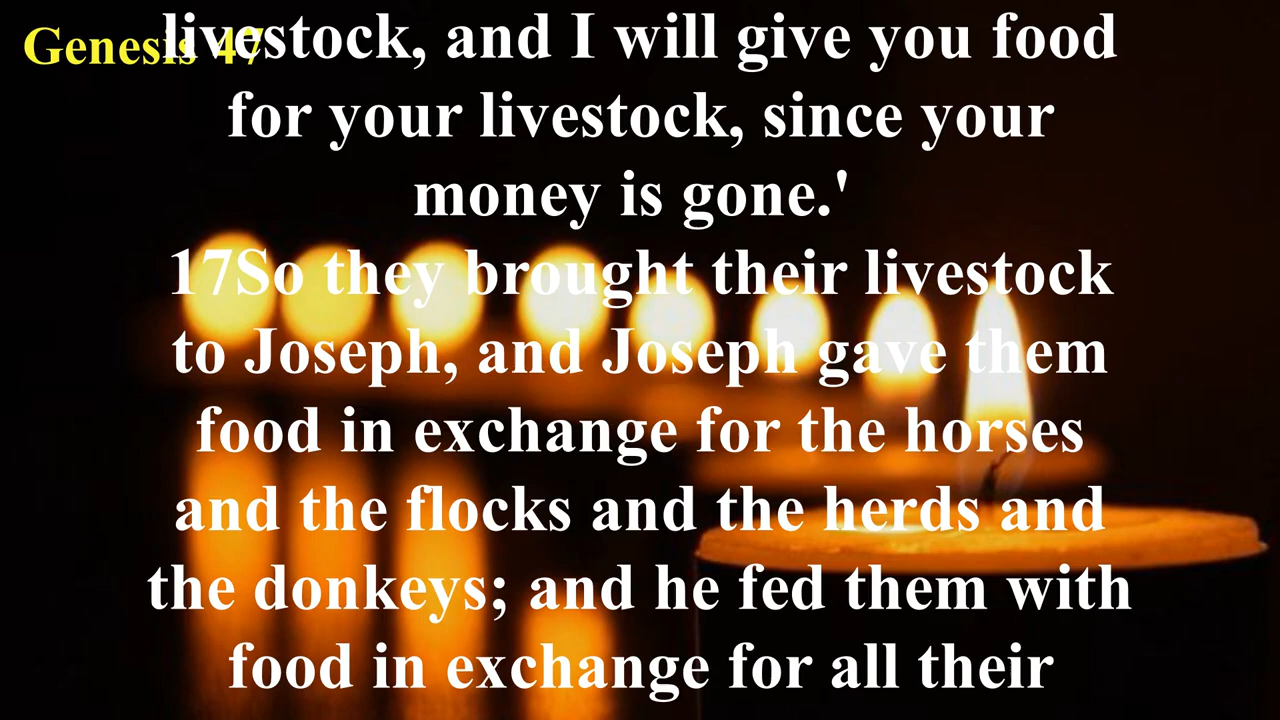 Genesis 47
livestock, and I will give you food
for your livestock, since your
money is gone.'
17So they brought their livestock
to Joseph, and Joseph gave them
food in exchange for the horses
and the flocks and the herds and
the donkeys; and he fed them with
food in exchange for all their